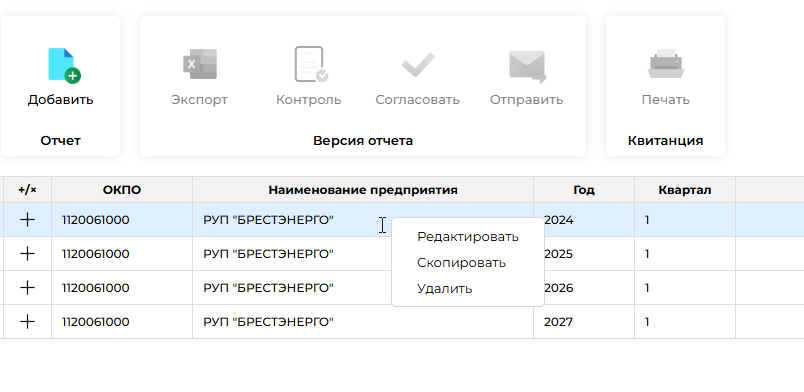 Добавить
Экспорт Контроль Согласовать Отправить
Печать
Отчет
Версия отчета
Квитанция
+/× ОКПО Наименование предприятия Год Квартал
1120061000 РУП "БРЕСТЭНЕРГО" 2024 1
Редактировать
1120061000 РУП "БРЕСТЭНЕРГО" 2025 1
Скопировать
1120061000 РУП "БРЕСТЭНЕРГО" 2026 1
Удалить
1120061000 РУП "БРЕСТЭНЕРГО" 2027 1